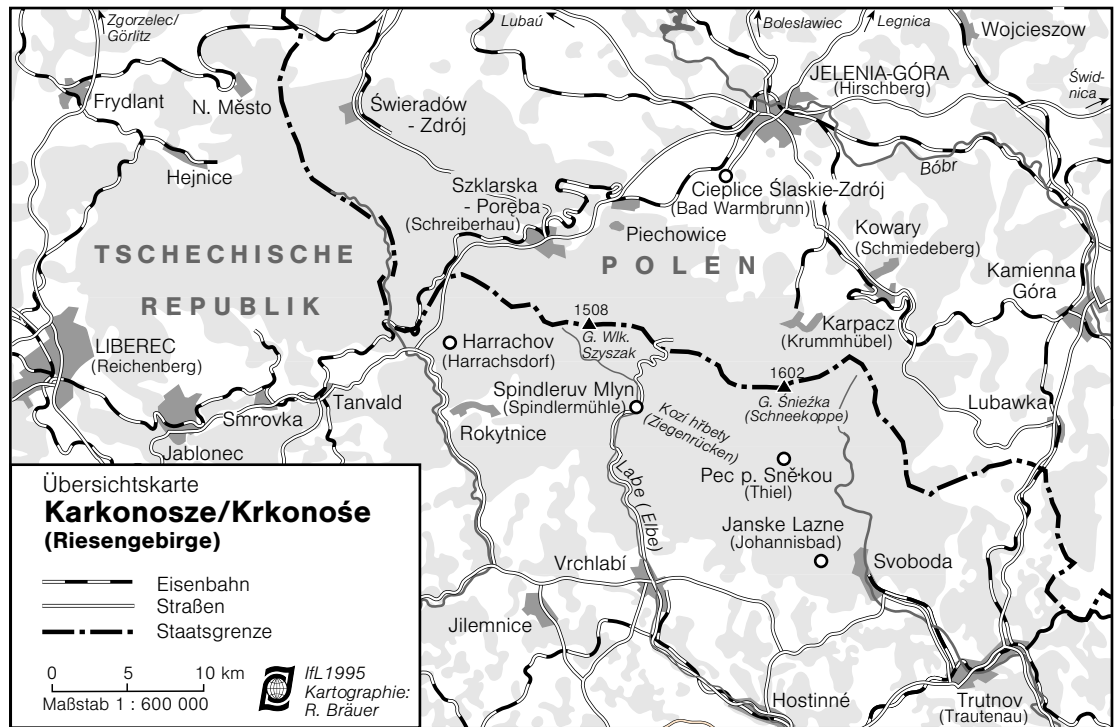 Zgorzelec/
Görlitz
Lubaú
Boleslawiec
Legnica
Wojcieszow
Świd-
nica
Frydlant
N. Město
Świeradów
- Zdrój
JELENIA-GÓRA
(Hirschberg)
Bóbr
Hejnice
Szklarska
- Poręba
(Schreiberhau)
Cieplice Ślaskie-Zdrój
(Bad Warmbrunn)
Piechowice
Kowary
(Schmiedeberg)
TSCHECHISCHE
REPUBLIK
POLEN
Kamienna
Góra
1508
G. Wlk.
Szyszak
Karpacz
(Krummhübel)
LIBEREC
(Reichenberg)
Harrachov
(Harrachsdorf)
1602
G. Śnieżka
(Schneekoppe)
Spindleruv Mlyn
(Spindlermühle)
Kozí hřbety
(Ziegenrücken)
Lubawka
Smrovka
Tanvald
Rokytnice
Jablonec
Labe (Elbe)
Pec p. Sněkou
(Thiel)
Janske Lazne
(Johannisbad)
Vrchlabí
Svoboda
Jilemnice
Hostinné
Trutnov
(Trautenau)
Übersichtskarte
Karkonosze/Krkonośe
(Riesengebirge)
Eisenbahn
Straßen
Staatsgrenze
0 5 10 km
Maßstab 1 : 600 000
IfL1995
Kartographie:
R. Bräuer